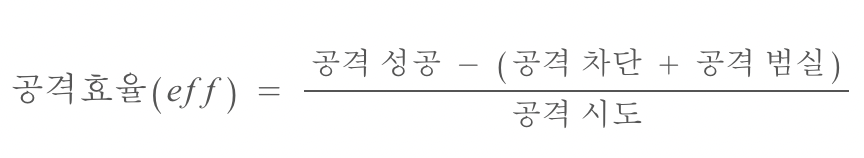 공격효율(eff) = 공격 성공 − (공격 차단 + 공격 범실)
공격 시도